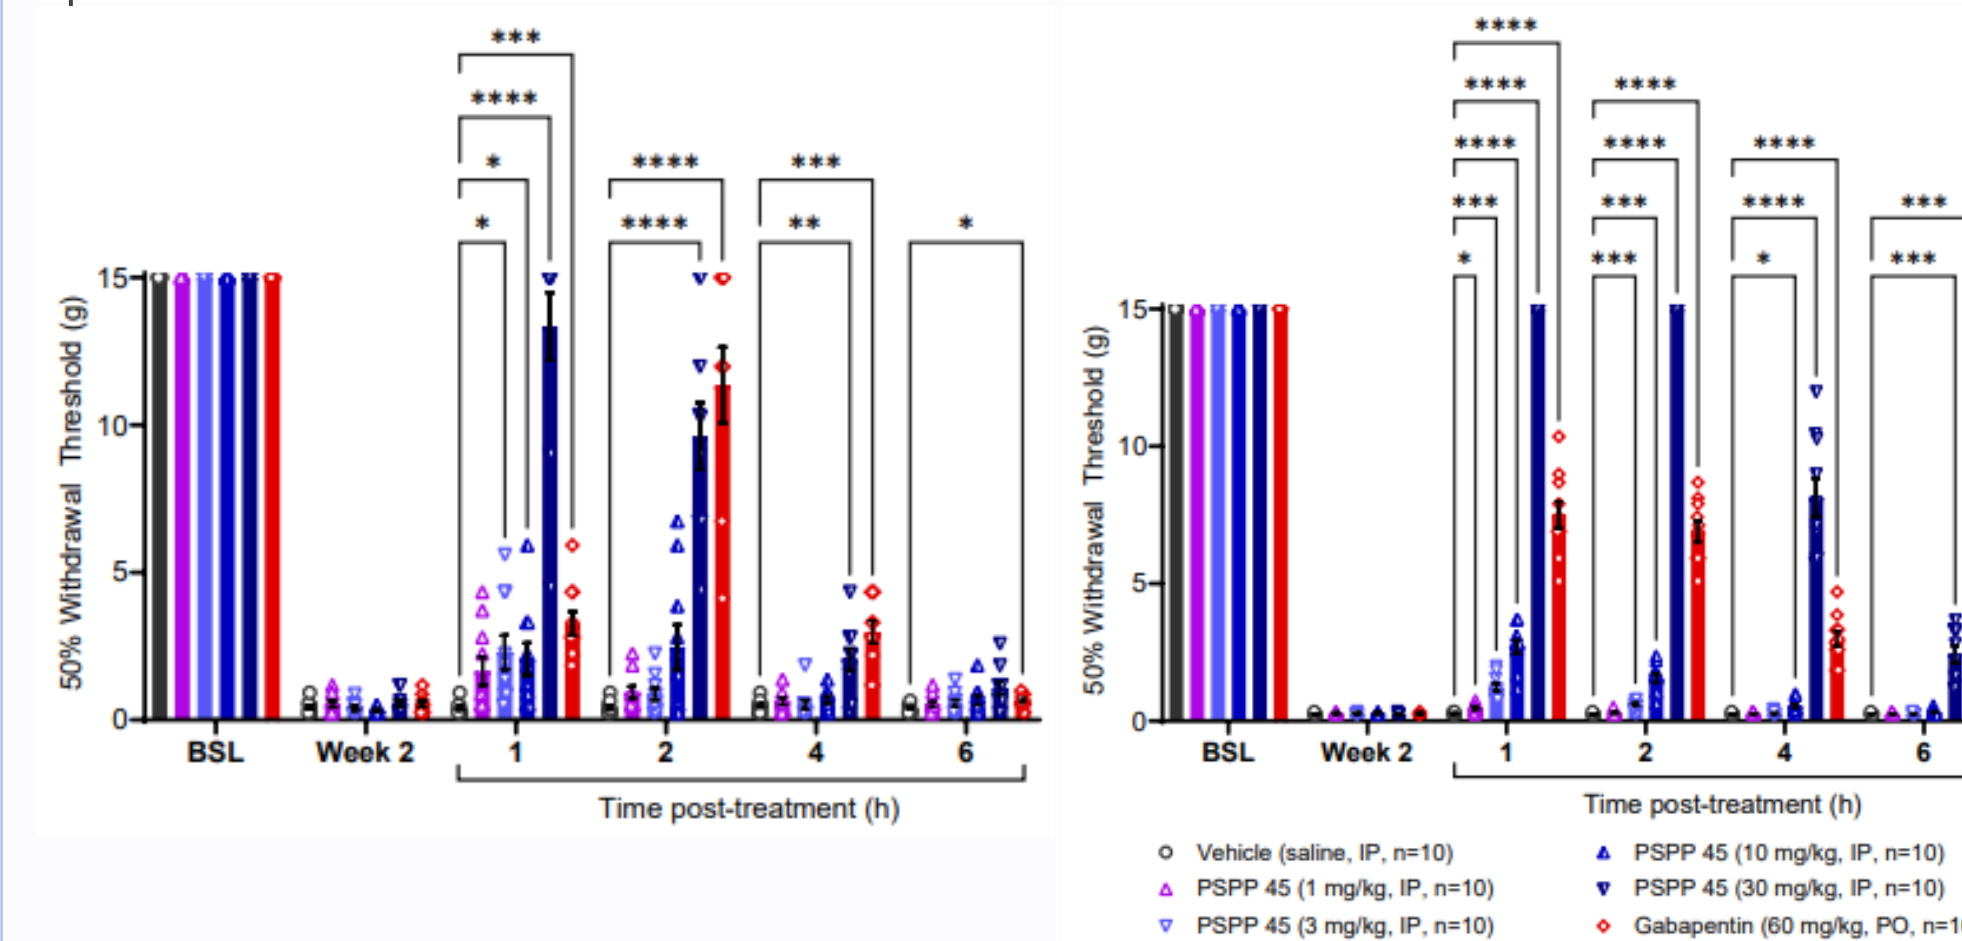 ***
****
*
*
****
****
***
**
*
15
10
5
0
50% Withdrawal Threshold (g)
BSL Week 2 1 2 4 6
Time post-treatment (h)
****
****
****
***
*
****
****
***
***
****
****
*
***
***
15
10
5
0
50% Withdrawal Threshold (g)
BSL Week 2 1 2 4 6
Time post-treatment (h)
Vehicle (saline, IP, n=10)
PSPP 45 (1 mg/kg, IP, n=10)
PSPP 45 (3 mg/kg, IP, n=10)
PSPP 45 (10 mg/kg, IP, n=10)
PSPP 45 (30 mg/kg, IP, n=10)
Gabapentin (60 mg/kg, PO, n=1